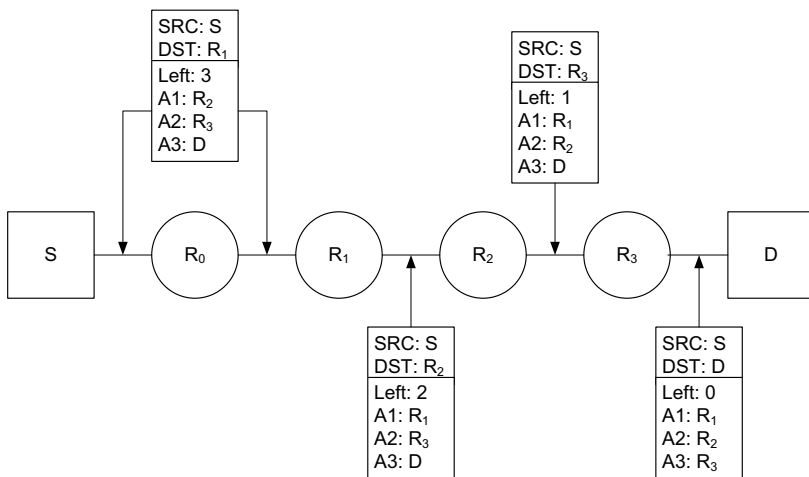 SRC: S
DST: R₁
Left: 3
A1: R₂
A2: R₃
A3: D
SRC: S
DST: R₃
Left: 1
A1: R₁
A2: R₂
A3: D
S
R₀
R₁
R₂
R₃
D
SRC: S
DST: R₂
Left: 2
A1: R₁
A2: R₃
A3: D
SRC: S
DST: D
Left: 0
A1: R₁
A2: R₂
A3: R₃